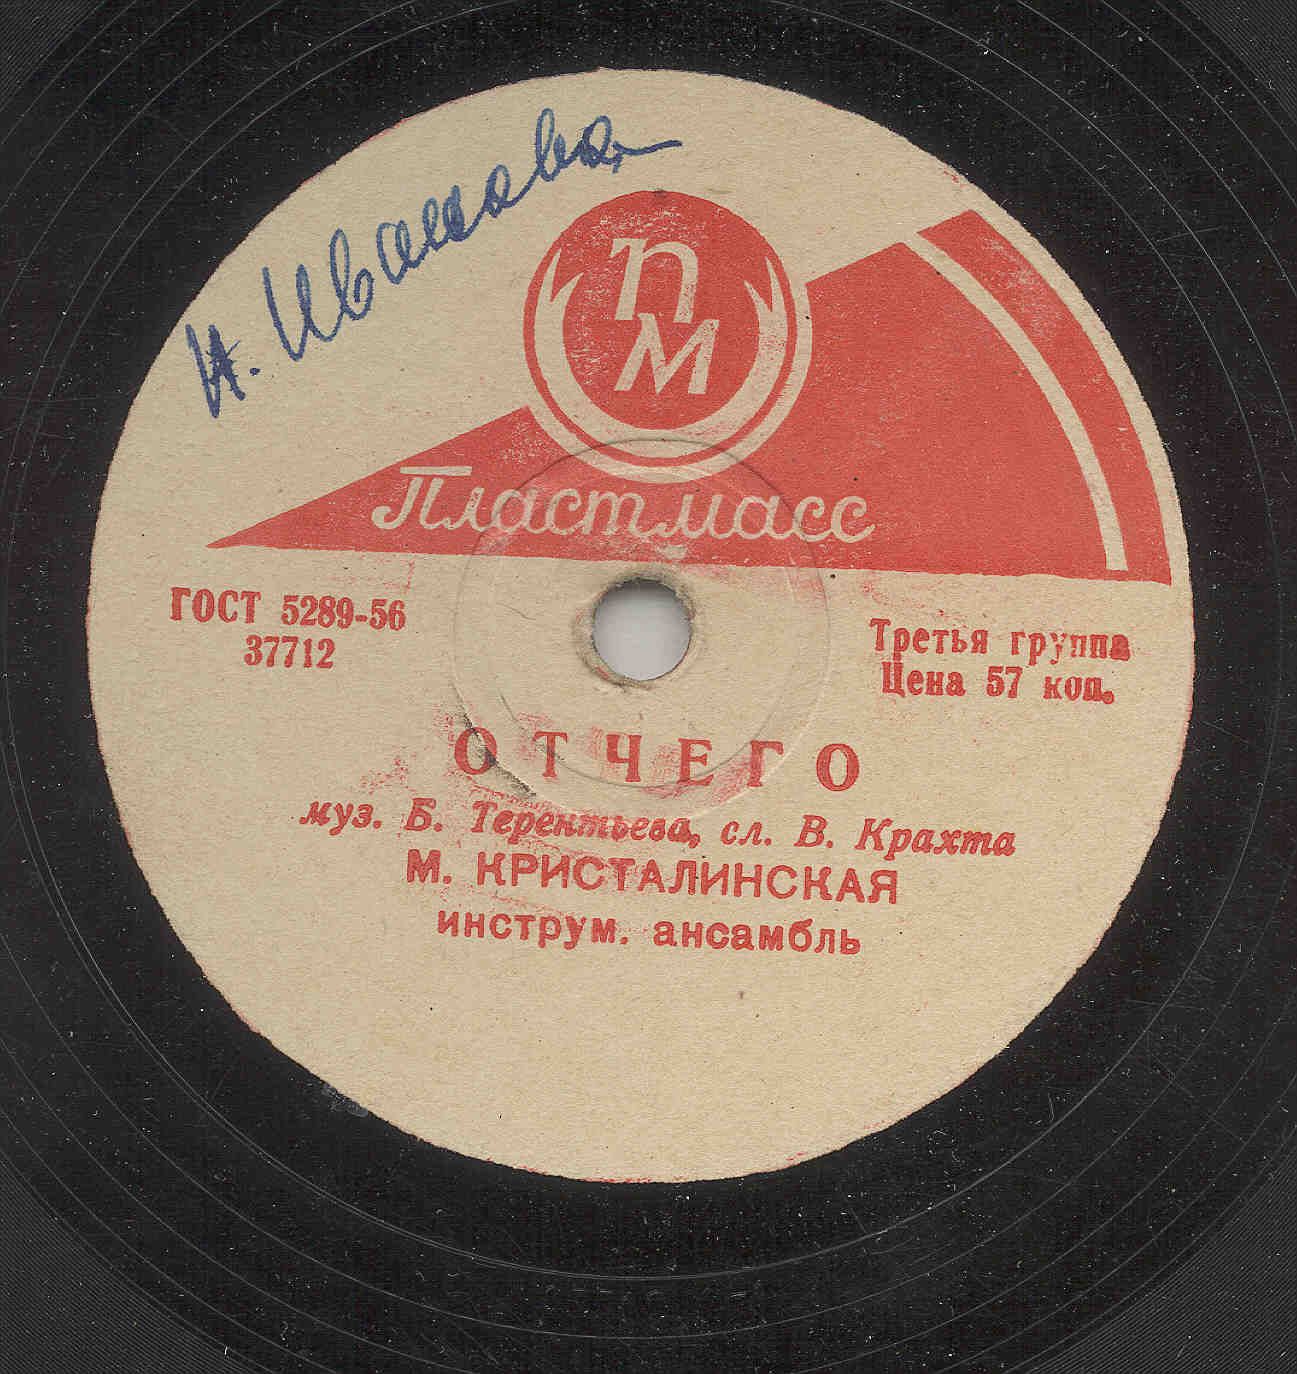 Н. Ивашова
ПМ
Пластмасс
ГОСТ 5289-56
37712
Третья группа
Цена 57 коп.
ОТЧЕГО
муз. Б. Терентьева, сл. В. Крахта
М. КРИСТАЛИНСКАЯ
инструм. ансамбль